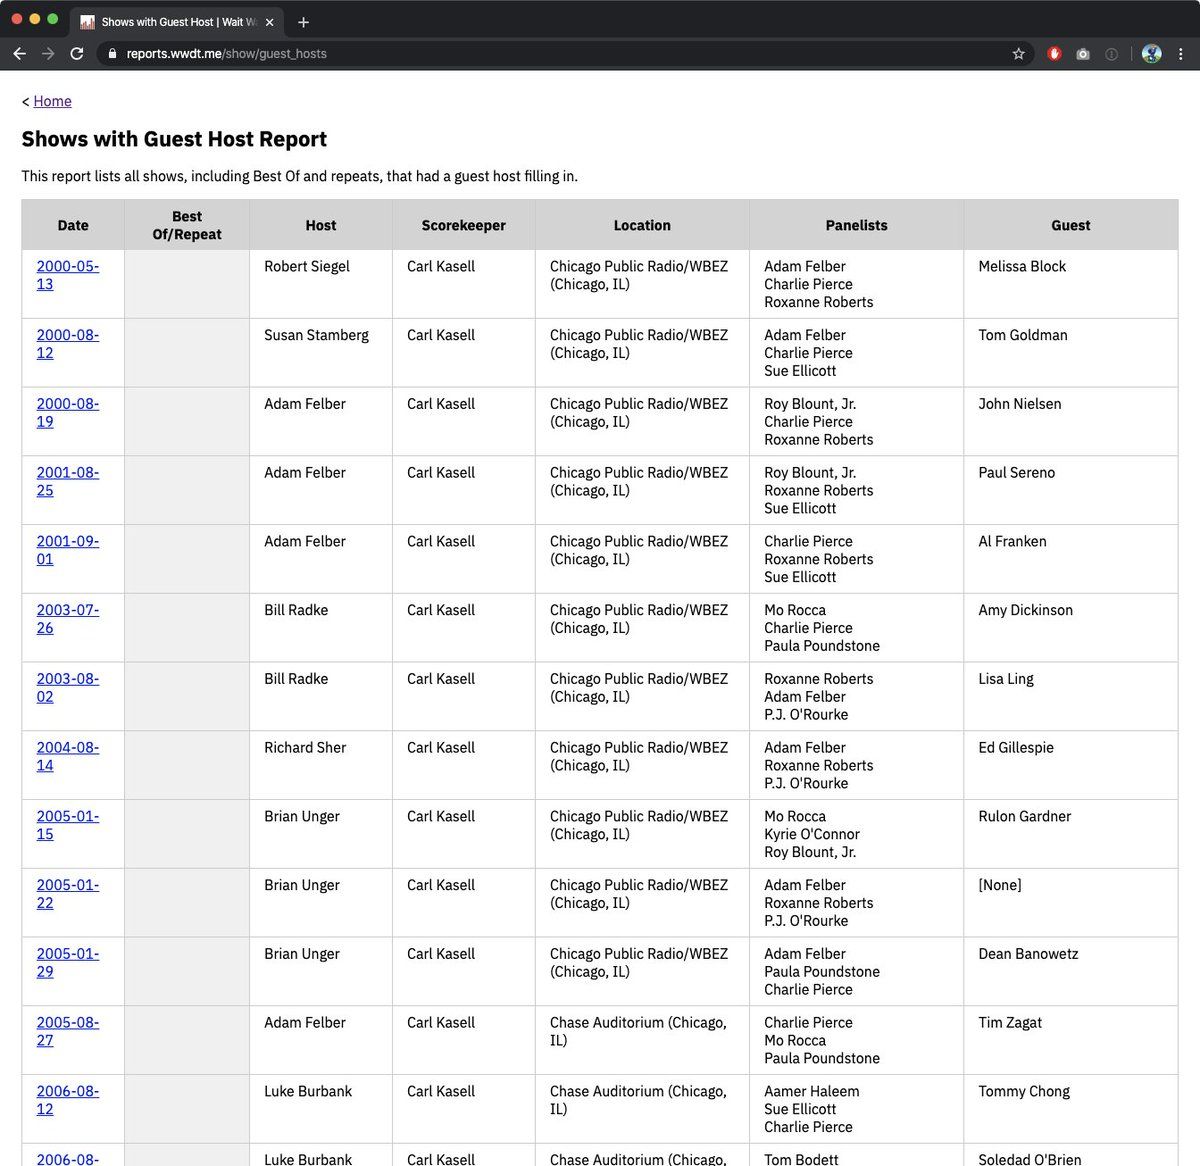 Shows with Guest Host | Wait W
reports.wwdt.me/show/guest_hosts
< Home
Shows with Guest Host Report
This report lists all shows, including Best Of and repeats, that had a guest host filling in.
Date Best Of/Repeat Host Scorekeeper Location Panelists Guest
2000-05- Robert Siegel Carl Kasell Chicago Public Radio/WBEZ Adam Felber Melissa Block
13 (Chicago, IL) Charlie Pierce
Roxanne Roberts
2000-08- Susan Stamberg Carl Kasell Chicago Public Radio/WBEZ Adam Felber Tom Goldman
12 (Chicago, IL) Charlie Pierce
Sue Ellicott
2000-08- Adam Felber Carl Kasell Chicago Public Radio/WBEZ Roy Blount, Jr. John Nielsen
19 (Chicago, IL) Charlie Pierce
Roxanne Roberts
2001-08- Adam Felber Carl Kasell Chicago Public Radio/WBEZ Roy Blount, Jr. Paul Sereno
25 (Chicago, IL) Roxanne Roberts
Sue Ellicott
2001-09- Adam Felber Carl Kasell Chicago Public Radio/WBEZ Charlie Pierce Al Franken
01 (Chicago, IL) Roxanne Roberts
Sue Ellicott
2003-07- Bill Radke Carl Kasell Chicago Public Radio/WBEZ Mo Rocca Amy Dickinson
26 (Chicago, IL) Charlie Pierce
Paula Poundstone
2003-08- Bill Radke Carl Kasell Chicago Public Radio/WBEZ Roxanne Roberts Lisa Ling
02 (Chicago, IL) Adam Felber
P.J. O'Rourke
2004-08- Richard Sher Carl Kasell Chicago Public Radio/WBEZ Adam Felber Ed Gillespie
14 (Chicago, IL) Roxanne Roberts
P.J. O'Rourke
2005-01- Brian Unger Carl Kasell Chicago Public Radio/WBEZ Mo Rocca Rulon Gardner
15 (Chicago, IL) Kyrie O'Connor
Roy Blount, Jr.
2005-01- Brian Unger Carl Kasell Chicago Public Radio/WBEZ Adam Felber [None]
22 (Chicago, IL) Roxanne Roberts
P.J. O'Rourke
2005-01- Brian Unger Carl Kasell Chicago Public Radio/WBEZ Adam Felber Dean Banowetz
29 (Chicago, IL) Paula Poundstone
Charlie Pierce
2005-08- Adam Felber Carl Kasell Chase Auditorium (Chicago, Charlie Pierce Tim Zagat
27 IL) Mo Rocca
Paula Poundstone
2006-08- Luke Burbank Carl Kasell Chase Auditorium (Chicago, Aamer Haleem Tommy Chong
12 IL) Sue Ellicott
Charlie Pierce
2006-08- Luke Burbank Carl Kasell Chase Auditorium (Chicago, Tom Bodett Soledad O'Brien